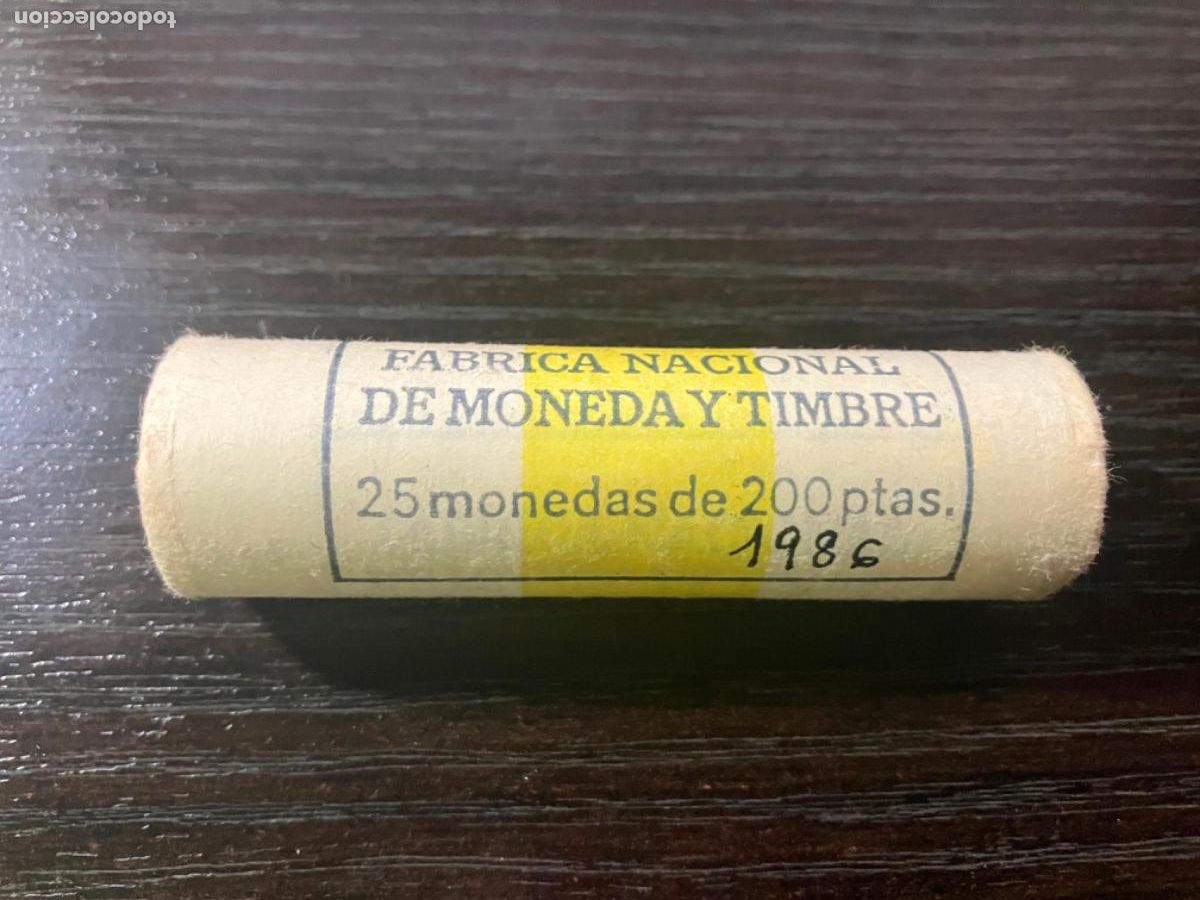 todocoleccion
FABRICA NACIONAL
DE MONEDA Y TIMBRE
25 monedas de 200 ptas.
1986